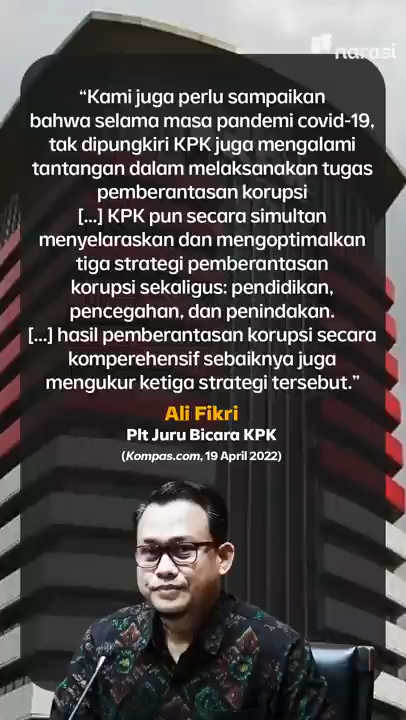 narasi
“Kami juga perlu sampaikan
bahwa selama masa pandemi covid-19,
tak dipungkiri KPK juga mengalami
tantangan dalam melaksanakan tugas
pemberantasan korupsi
[...] KPK pun secara simultan
menyelaraskan dan mengoptimalkan
tiga strategi pemberantasan
korupsi sekaligus: pendidikan,
pencegahan, dan penindakan.
[...] hasil pemberantasan korupsi secara
komperehensif sebaiknya juga
mengukur ketiga strategi tersebut.”
Ali Fikri
Plt Juru Bicara KPK
(Kompas.com, 19 April 2022)